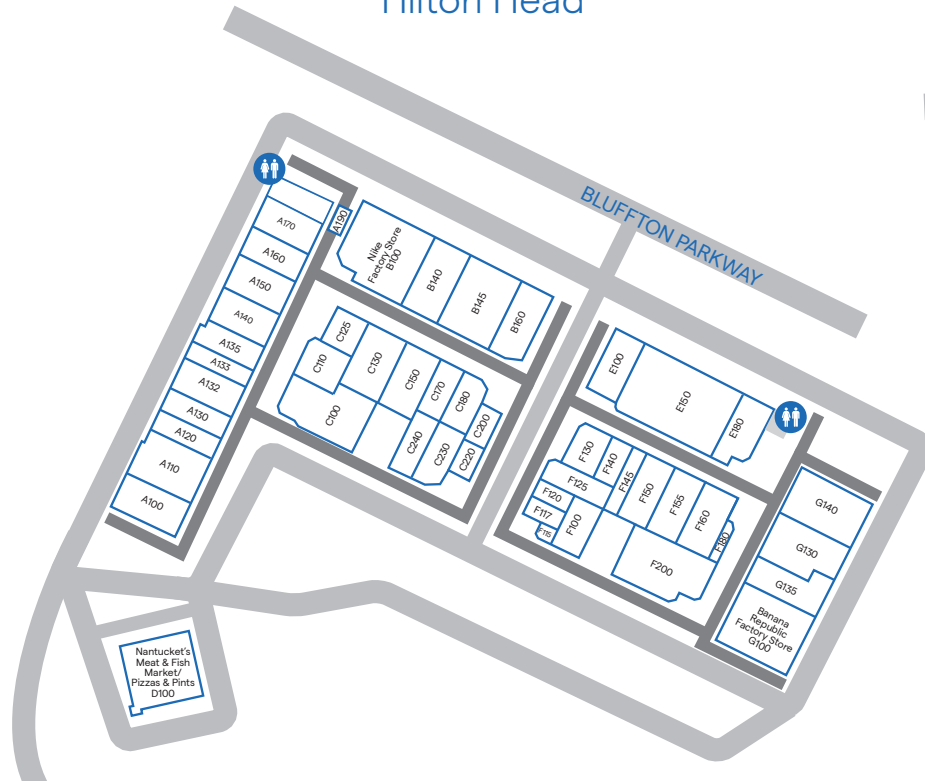 Hilton Head
BLUFFTON PARKWAY
A190
A170
A160
A150
A140
A135
A133
A132
A130
A120
A110
A100
Nike
Factory Store
B100
B140
B145
B160
C125
C110
C130
C150
C170
C180
C200
C100
C240
C230
C220
E100
E150
E180
F130
F140
F145
F150
F155
F160
F180
F125
F120
F117
F115
F100
F200
G140
G130
G135
Banana
Republic
Factory Store
G100
Nantucket's
Meat & Fish
Market/
Pizzas & Pints
D100